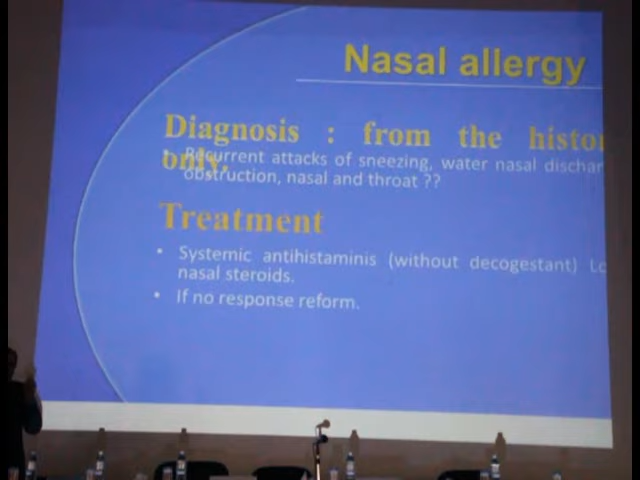 Nasal allergy
Diagnosis : from the histor
only.
• Recurrent attacks of sneezing, water nasal dischar
obstruction, nasal and throat ??
Treatment
• Systemic antihistaminis (without decogestant) Lo
nasal steroids.
• If no response reform.